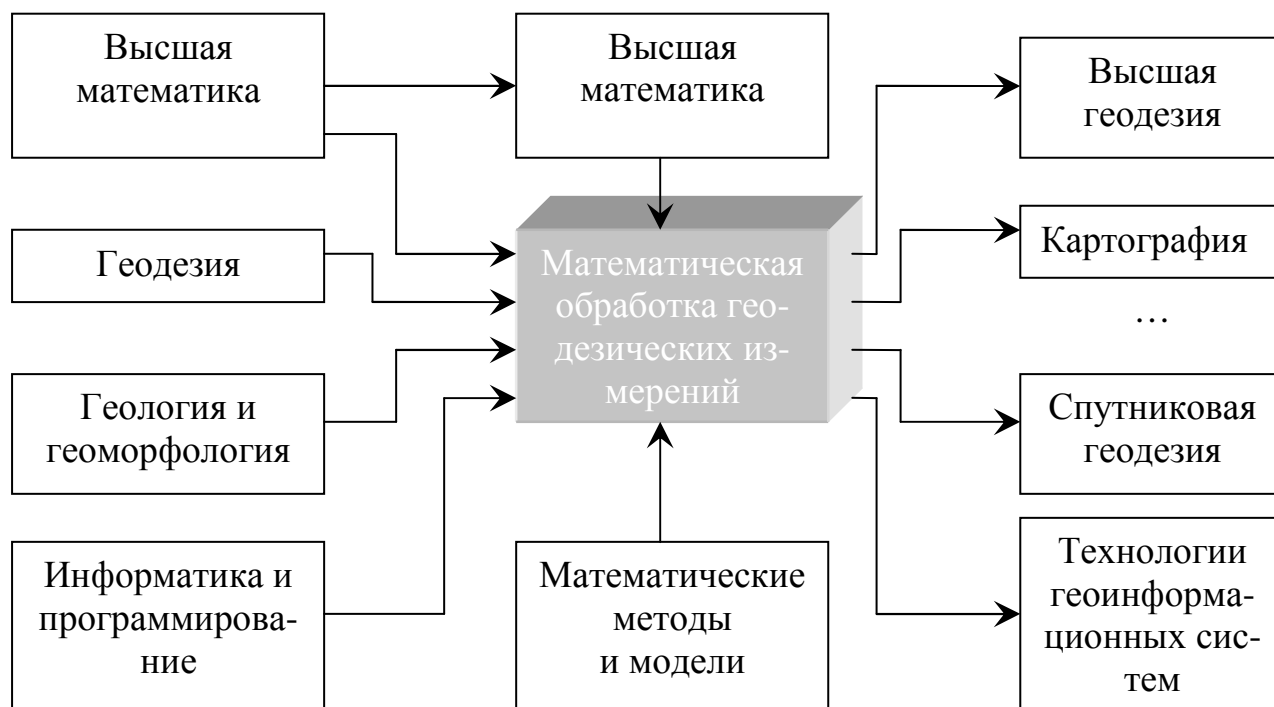 Высшая
математика
Высшая
математика
Высшая
геодезия
Геодезия
Математическая
обработка гео-
дезических из-
мерений
Картография
...
Геология и
геоморфология
Спутниковая
геодезия
Информатика и
программирова-
ние
Математические
методы
и модели
Технологии
геоинформа-
ционных сис-
тем